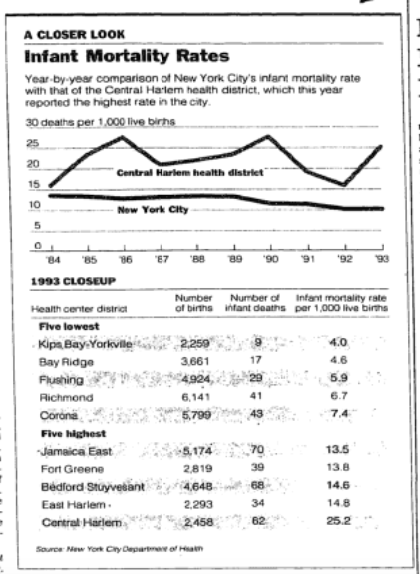 A CLOSER LOOK
Infant Mortality Rates
Year-by-year comparison of New York City's infant mortality rate
with that of the Central Harlem health district, which this year
reported the highest rate in the city.
30 deaths per 1,000 live births
25
20
Central Harlem health district
15
10
New York City
5
0
'84 '85 '86 '87 '88 '89 '90 '91 '92 '93
1993 CLOSEUP
Health center district Number of births Number of infant deaths Infant mortality rate per 1,000 live births
Five lowest
Kips Bay-Yorkville 2,259 9 4.0
Bay Ridge 3,661 17 4.6
Flushing 4,924 29 5.9
Richmond 6,141 41 6.7
Corona 5,799 43 7.4
Five highest
Jamaica East 5,174 70 13.5
Fort Greene 2,819 39 13.8
Bedford Stuyvesant 4,648 68 14.6
East Harlem 2,293 34 14.8
Central Harlem 2,458 62 25.2
Source: New York City Department of Health